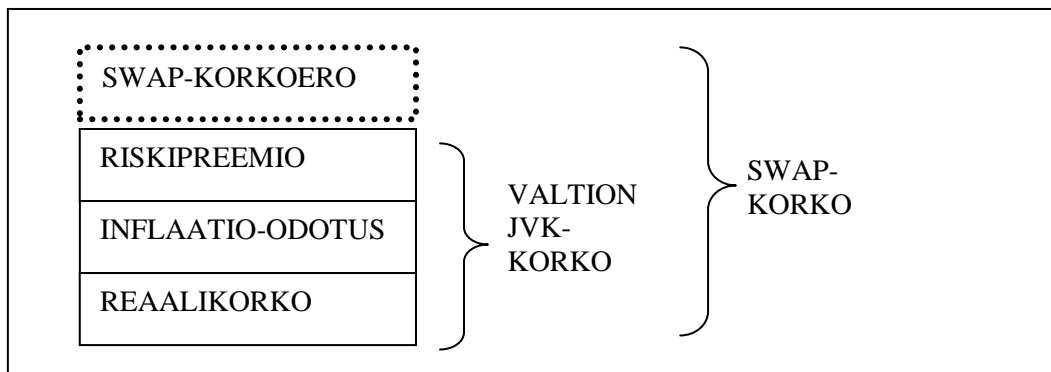 SWAP-KORKOERO
RISKIPREEMIO
INFLAATIO-ODOTUS
REAALIKORKO
VALTION
JVK-
KORKO
SWAP-
KORKO